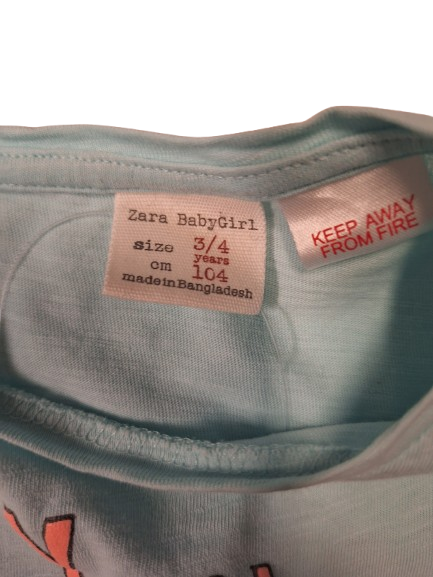 Zara BabyGirl
size 3/4
years
cm 104
madeinBangladesh
KEEP AWAY
FROM FIRE